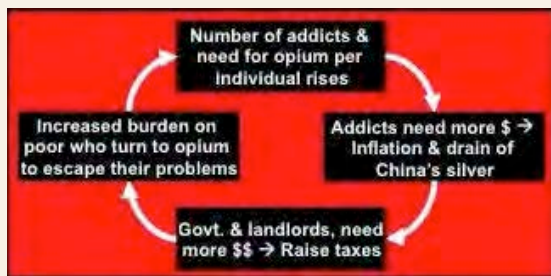 Number of addicts &
need for opium per
individual rises
Addicts need more $ →
Inflation & drain of
China's silver
Govt. & landlords, need
more $$ → Raise taxes
Increased burden on
poor who turn to opium
to escape their problems